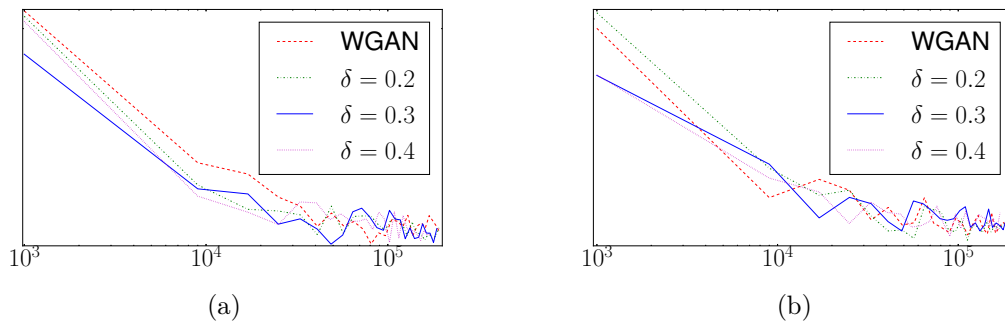 WGAN
δ = 0.2
δ = 0.3
δ = 0.4
10³ 10⁴ 10⁵
(a)
WGAN
δ = 0.2
δ = 0.3
δ = 0.4
10³ 10⁴ 10⁵
(b)